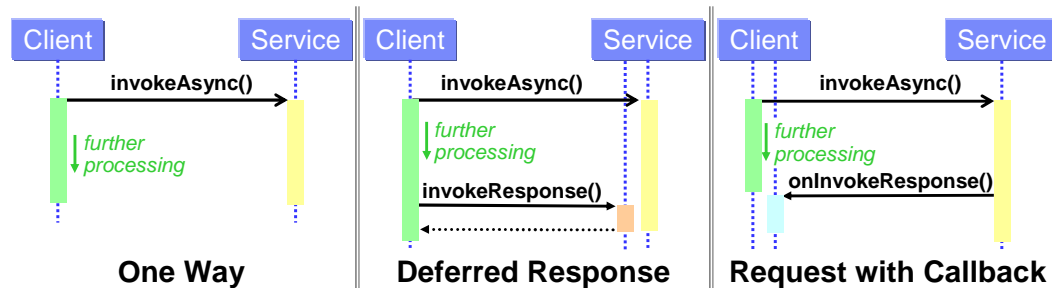 Client
Service
invokeAsync()
further
processing
One Way
Client
Service
invokeAsync()
further
processing
invokeResponse()
Deferred Response
Client
Service
invokeAsync()
further
processing
onInvokeResponse()
Request with Callback